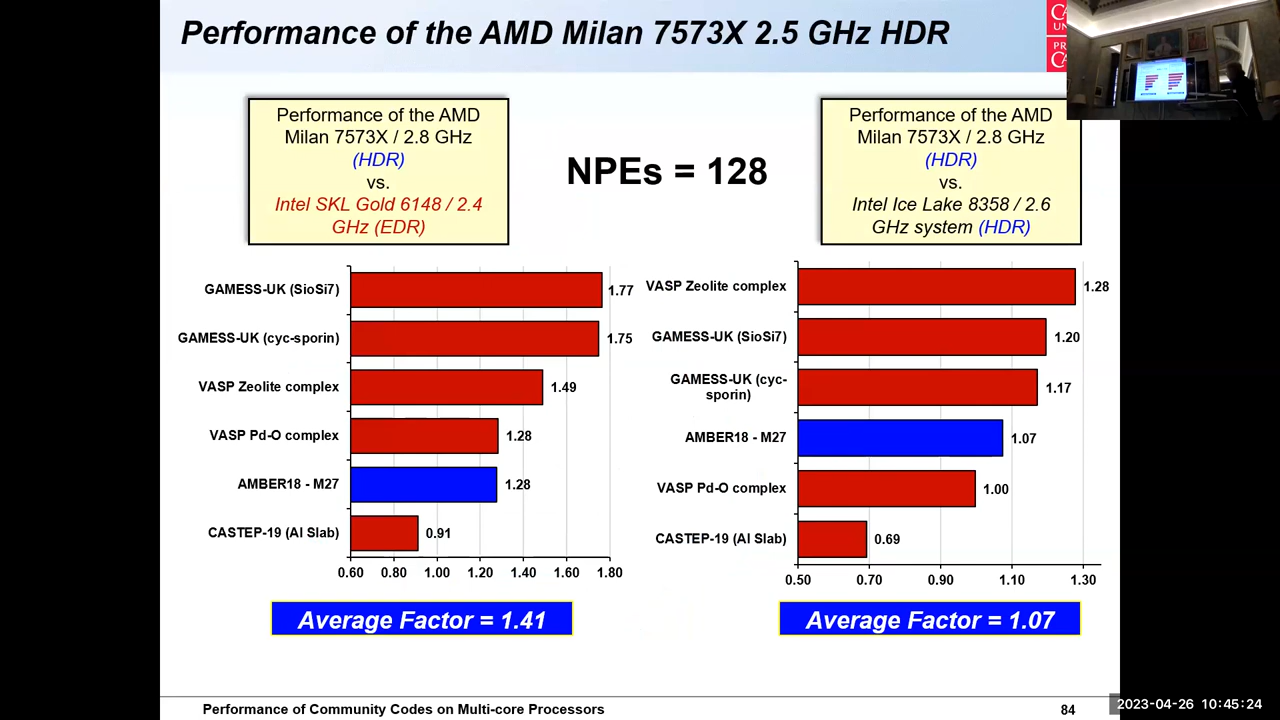 Performance of the AMD Milan 7573X 2.5 GHz HDR
Performance of the AMD
Milan 7573X / 2.8 GHz
(HDR)
vs.
Intel SKL Gold 6148 / 2.4
GHz (EDR)
NPEs = 128
Performance of the AMD
Milan 7573X / 2.8 GHz
(HDR)
vs.
Intel Ice Lake 8358 / 2.6
GHz system (HDR)
GAMESS-UK (SioSi7)
1.77
GAMESS-UK (cyc-sporin)
1.75
VASP Zeolite complex
1.49
VASP Pd-O complex
1.28
AMBER18 - M27
1.28
CASTEP-19 (Al Slab)
0.91
0.60 0.80 1.00 1.20 1.40 1.60 1.80
Average Factor = 1.41
VASP Zeolite complex
1.28
GAMESS-UK (SioSi7)
1.20
GAMESS-UK (cyc-
sporin)
1.17
AMBER18 - M27
1.07
VASP Pd-O complex
1.00
CASTEP-19 (Al Slab)
0.69
0.50 0.70 0.90 1.10 1.30
Average Factor = 1.07
Performance of Community Codes on Multi-core Processors
84
2023-04-26 10:45:24